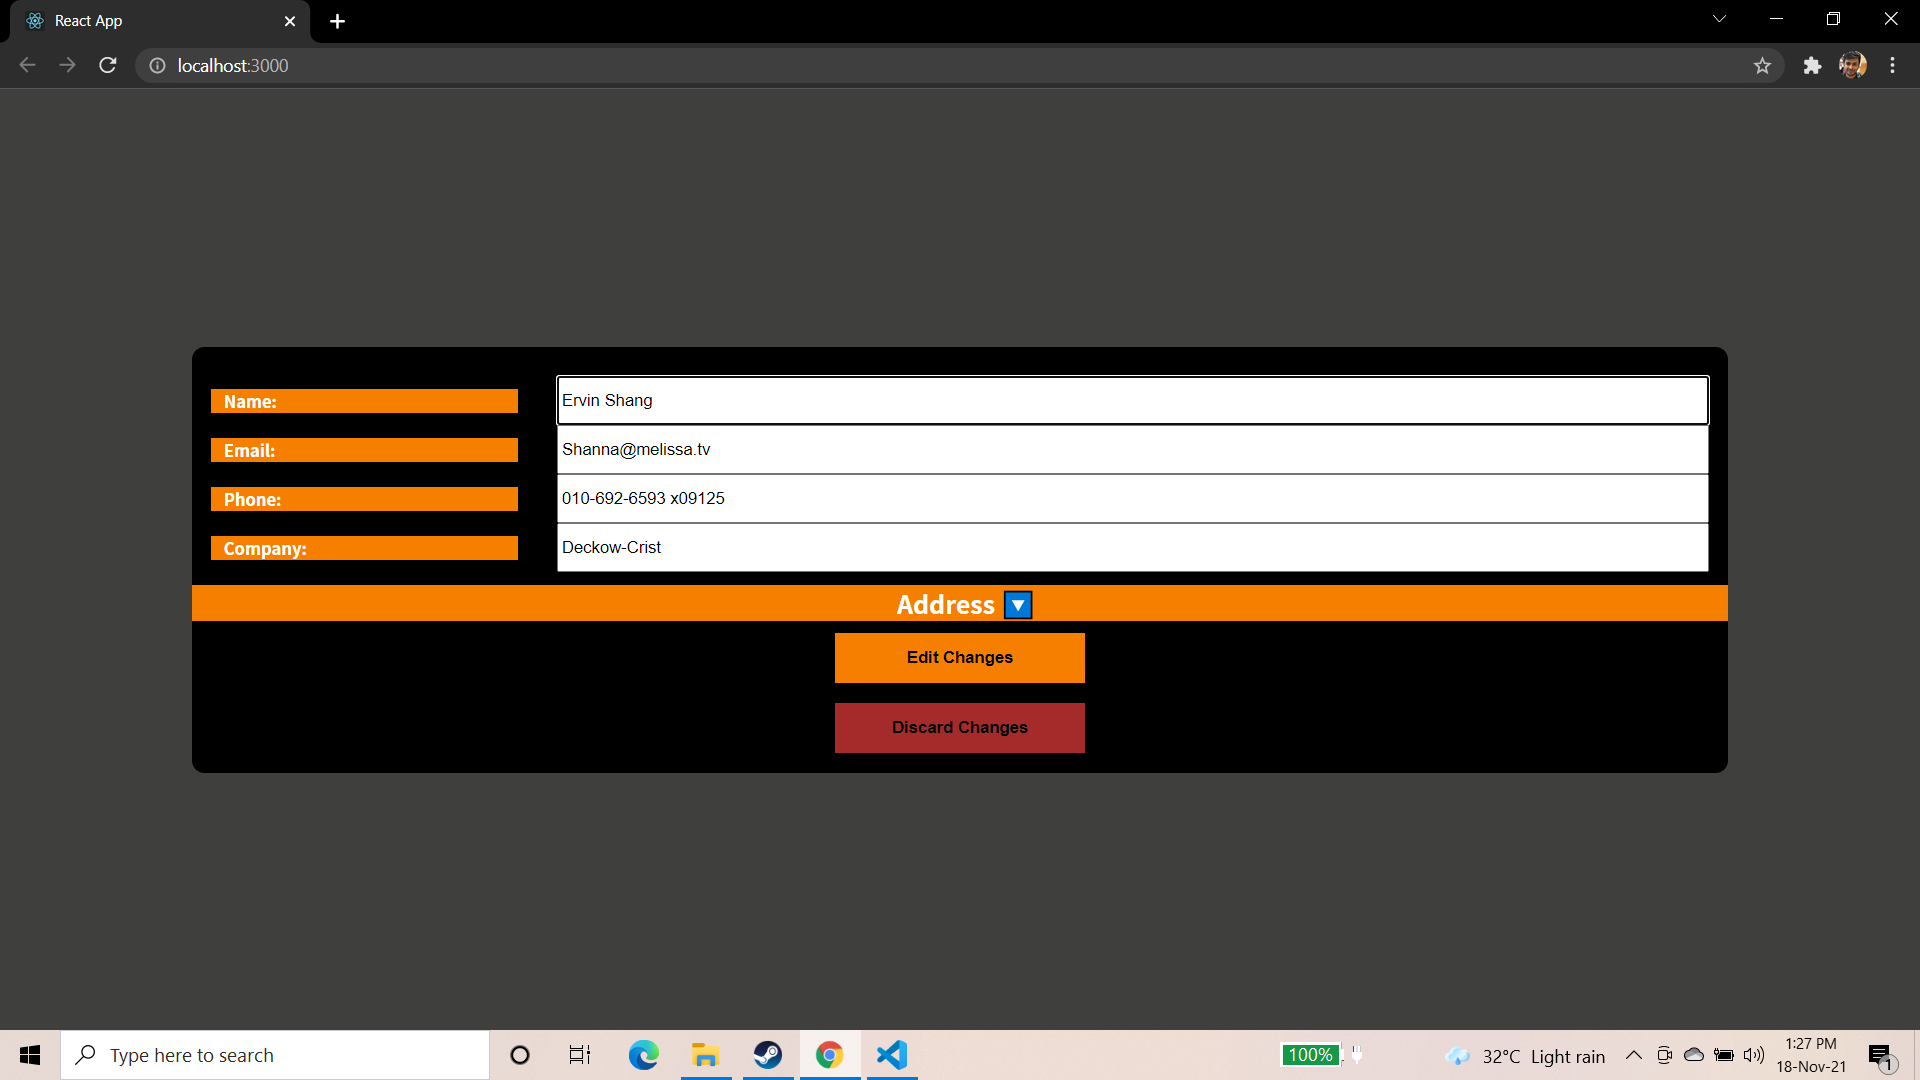 React App
localhost:3000
Name:
Ervin Shang
Email:
Shanna@melissa.tv
Phone:
010-692-6593 x09125
Company:
Deckow-Crist
Address
Edit Changes
Discard Changes
Type here to search
100%
32°C Light rain
1:27 PM
18-Nov-21
1